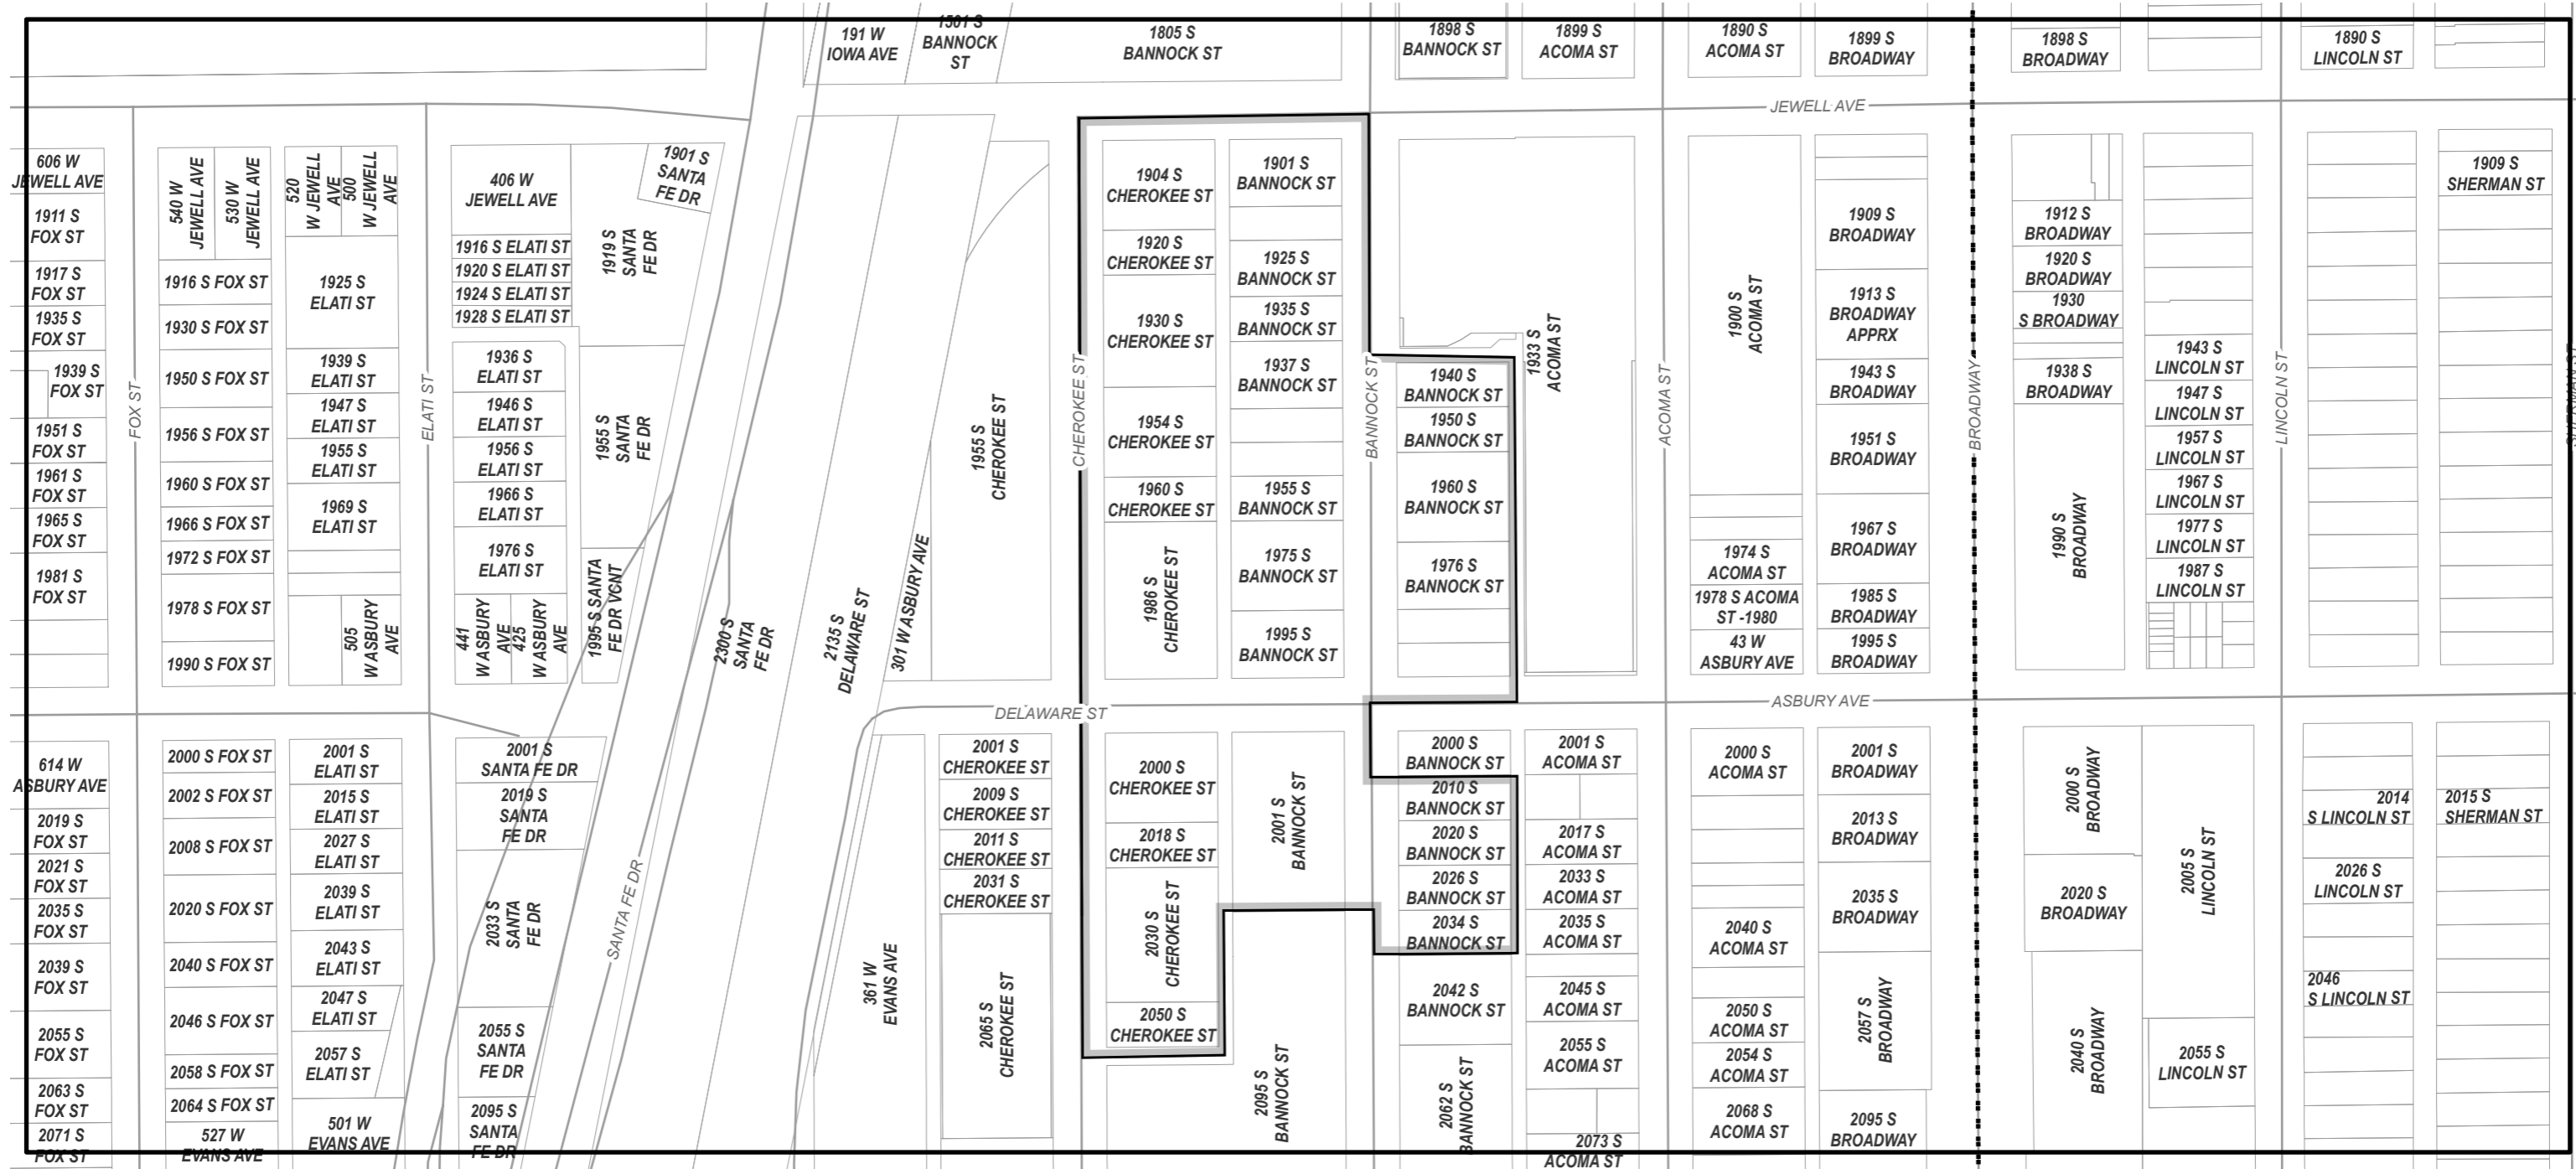 191 W
IOWA AVE
1501 S
BANNOCK
ST
1805 S
BANNOCK ST
1898 S
BANNOCK ST
1899 S
ACOMA ST
1890 S
ACOMA ST
1899 S
BROADWAY
1898 S
BROADWAY
1890 S
LINCOLN ST
JEWELL AVE
606 W
JEWELL AVE
1911 S
FOX ST
1917 S
FOX ST
1935 S
FOX ST
1939 S
FOX ST
1951 S
FOX ST
1961 S
FOX ST
1965 S
FOX ST
1981 S
FOX ST
FOX ST
540 W
JEWELL AVE
530 W
JEWELL AVE
1916 S FOX ST
1930 S FOX ST
1950 S FOX ST
1956 S FOX ST
1960 S FOX ST
1966 S FOX ST
1972 S FOX ST
1978 S FOX ST
1990 S FOX ST
520
W JEWELL
AVE
500
W JEWELL
AVE
1925 S
ELATI ST
1939 S
ELATI ST
1947 S
ELATI ST
1955 S
ELATI ST
1969 S
ELATI ST
505
W ASBURY
AVE
ELATI ST
406 W
JEWELL AVE
1916 S ELATI ST
1920 S ELATI ST
1924 S ELATI ST
1928 S ELATI ST
1936 S
ELATI ST
1946 S
ELATI ST
1956 S
ELATI ST
1966 S
ELATI ST
1976 S
ELATI ST
441
W ASBURY
AVE
425
W ASBURY
AVE
1901 S
SANTA
FE DR
1919 S
SANTA
FE DR
1955 S
SANTA
FE DR
1995 S SANTA
FE DR VCNT
2300 S
SANTA
FE DR
2135 S
DELAWARE ST
301 W ASBURY AVE
1955 S
CHEROKEE ST
CHEROKEE ST
1904 S
CHEROKEE ST
1920 S
CHEROKEE ST
1930 S
CHEROKEE ST
1954 S
CHEROKEE ST
1960 S
CHEROKEE ST
1986 S
CHEROKEE ST
1901 S
BANNOCK ST
1925 S
BANNOCK ST
1935 S
BANNOCK ST
1937 S
BANNOCK ST
1955 S
BANNOCK ST
1975 S
BANNOCK ST
1995 S
BANNOCK ST
BANNOCK ST
1940 S
BANNOCK ST
1950 S
BANNOCK ST
1960 S
BANNOCK ST
1976 S
BANNOCK ST
1933 S
ACOMA ST
ACOMA ST
1900 S
ACOMA ST
1974 S
ACOMA ST
1978 S ACOMA
ST -1980
43 W
ASBURY AVE
1909 S
BROADWAY
1913 S
BROADWAY
APPRX
1943 S
BROADWAY
1951 S
BROADWAY
1967 S
BROADWAY
1985 S
BROADWAY
1995 S
BROADWAY
BROADWAY
1912 S
BROADWAY
1920 S
BROADWAY
1930
S BROADWAY
1938 S
BROADWAY
1990 S
BROADWAY
1943 S
LINCOLN ST
1947 S
LINCOLN ST
1957 S
LINCOLN ST
1967 S
LINCOLN ST
1977 S
LINCOLN ST
1987 S
LINCOLN ST
LINCOLN ST
1909 S
SHERMAN ST
SHERMAN ST
DELAWARE ST
ASBURY AVE
614 W
ASBURY AVE
2019 S
FOX ST
2021 S
FOX ST
2035 S
FOX ST
2039 S
FOX ST
2055 S
FOX ST
2063 S
FOX ST
2071 S
FOX ST
2000 S FOX ST
2002 S FOX ST
2008 S FOX ST
2020 S FOX ST
2040 S FOX ST
2046 S FOX ST
2058 S FOX ST
2064 S FOX ST
527 W
EVANS AVE
2001 S
ELATI ST
2015 S
ELATI ST
2027 S
ELATI ST
2039 S
ELATI ST
2043 S
ELATI ST
2047 S
ELATI ST
2057 S
ELATI ST
501 W
EVANS AVE
2001 S
SANTA FE DR
2019 S
SANTA
FE DR
2033 S
SANTA
FE DR
2055 S
SANTA
FE DR
2095 S
SANTA
FE DR
SANTA FE DR
361 W
EVANS AVE
2001 S
CHEROKEE ST
2009 S
CHEROKEE ST
2011 S
CHEROKEE ST
2031 S
CHEROKEE ST
2065 S
CHEROKEE ST
2000 S
CHEROKEE ST
2018 S
CHEROKEE ST
2030 S
CHEROKEE ST
2050 S
CHEROKEE ST
2001 S
BANNOCK ST
2095 S
BANNOCK ST
2000 S
BANNOCK ST
2010 S
BANNOCK ST
2020 S
BANNOCK ST
2026 S
BANNOCK ST
2034 S
BANNOCK ST
2042 S
BANNOCK ST
2062 S
BANNOCK ST
2001 S
ACOMA ST
2017 S
ACOMA ST
2033 S
ACOMA ST
2035 S
ACOMA ST
2045 S
ACOMA ST
2055 S
ACOMA ST
2073 S
ACOMA ST
2000 S
ACOMA ST
2040 S
ACOMA ST
2050 S
ACOMA ST
2054 S
ACOMA ST
2068 S
ACOMA ST
2001 S
BROADWAY
2013 S
BROADWAY
2035 S
BROADWAY
2057 S
BROADWAY
2095 S
BROADWAY
2000 S
BROADWAY
2020 S
BROADWAY
2040 S
BROADWAY
2005 S
LINCOLN ST
2055 S
LINCOLN ST
2014
S LINCOLN ST
2026 S
LINCOLN ST
2046
S LINCOLN ST
2015 S
SHERMAN ST